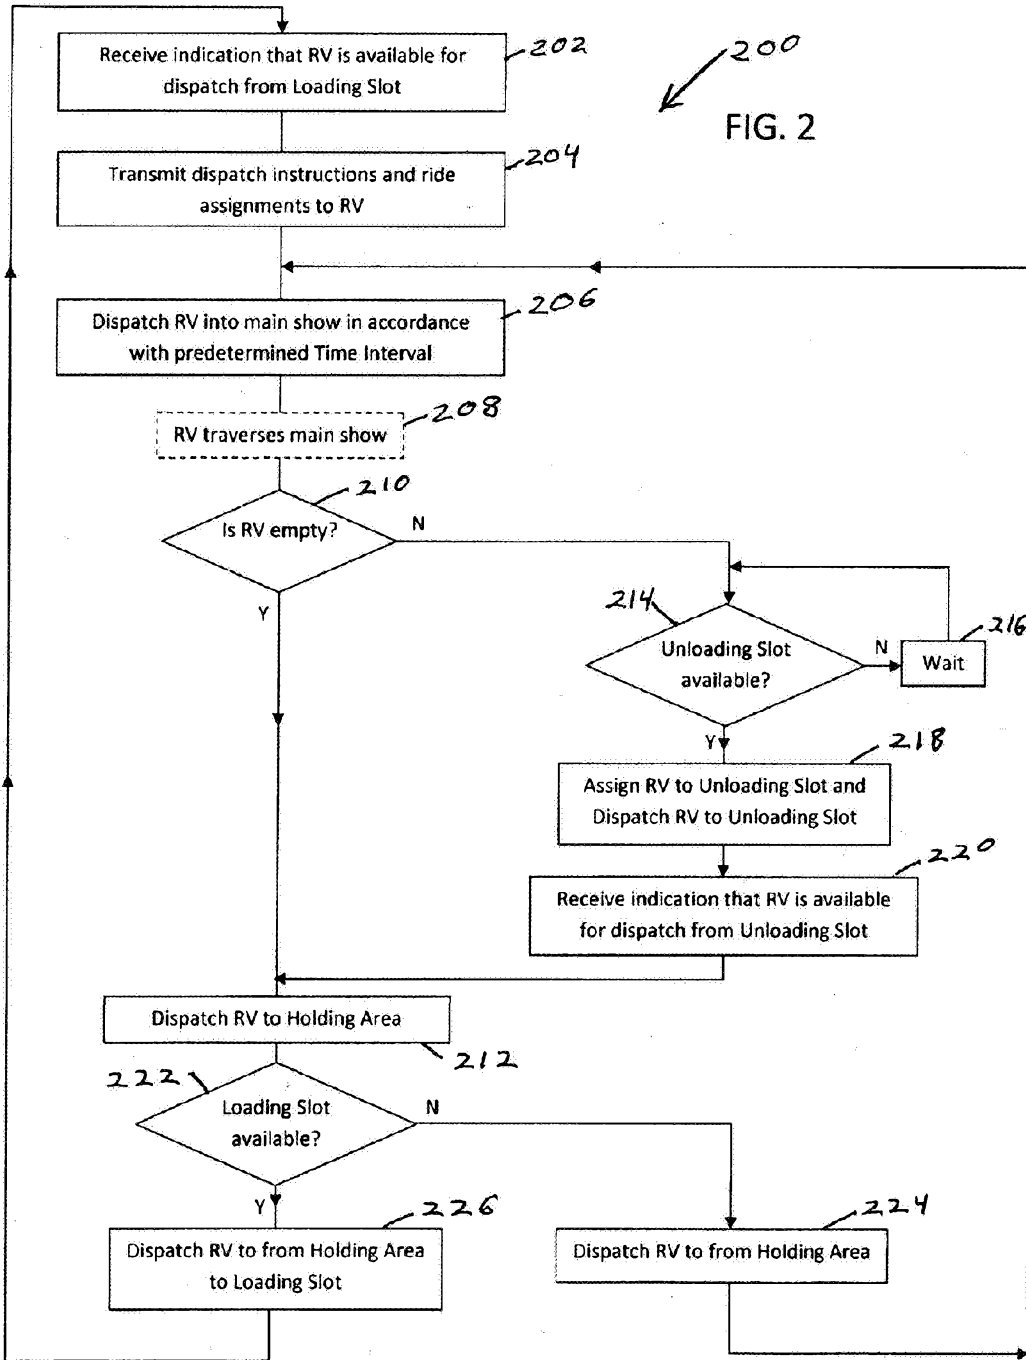 Receive indication that RV is available for
dispatch from Loading Slot
202
200
FIG. 2
Transmit dispatch instructions and ride
assignments to RV
204
Dispatch RV into main show in accordance
with predetermined Time Interval
206
RV traverses main show
208
Is RV empty?
210
N
Y
214
Unloading Slot
available?
N
216
Wait
Y
218
Assign RV to Unloading Slot and
Dispatch RV to Unloading Slot
220
Receive indication that RV is available
for dispatch from Unloading Slot
Dispatch RV to Holding Area
212
222
Loading Slot
available?
N
Y
226
Dispatch RV to from Holding Area
to Loading Slot
224
Dispatch RV to from Holding Area